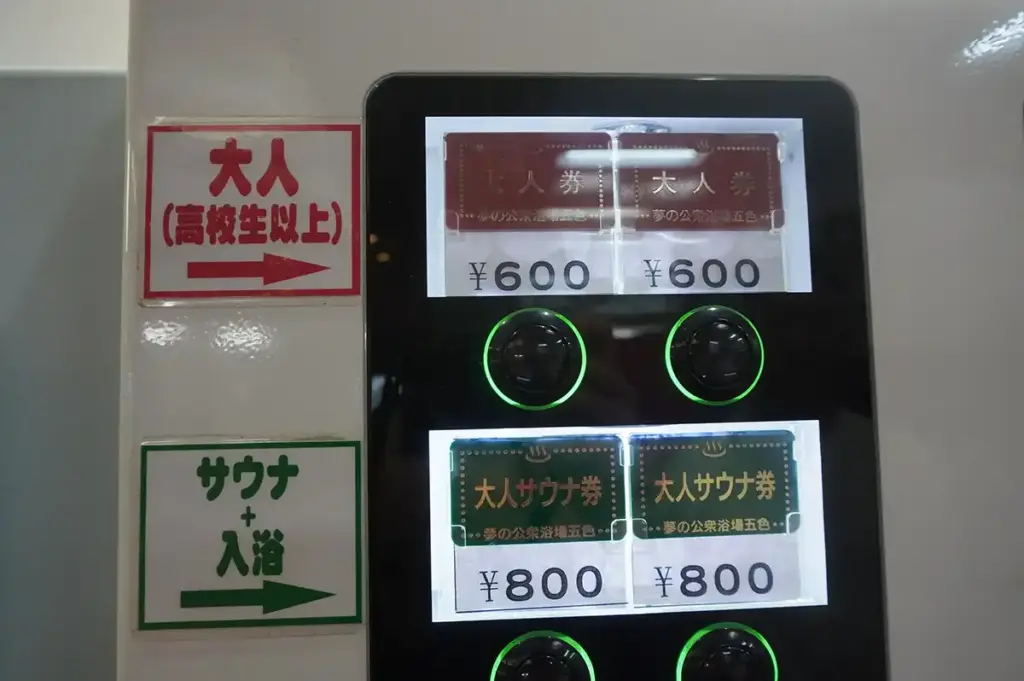 大人
(高校生以上)
大人券
夢の公衆浴場五色
¥600
大人券
夢の公衆浴場五色
¥600
サウナ
+
入浴
大人サウナ券
夢の公衆浴場五色
¥800
大人サウナ券
夢の公衆浴場五色
¥800